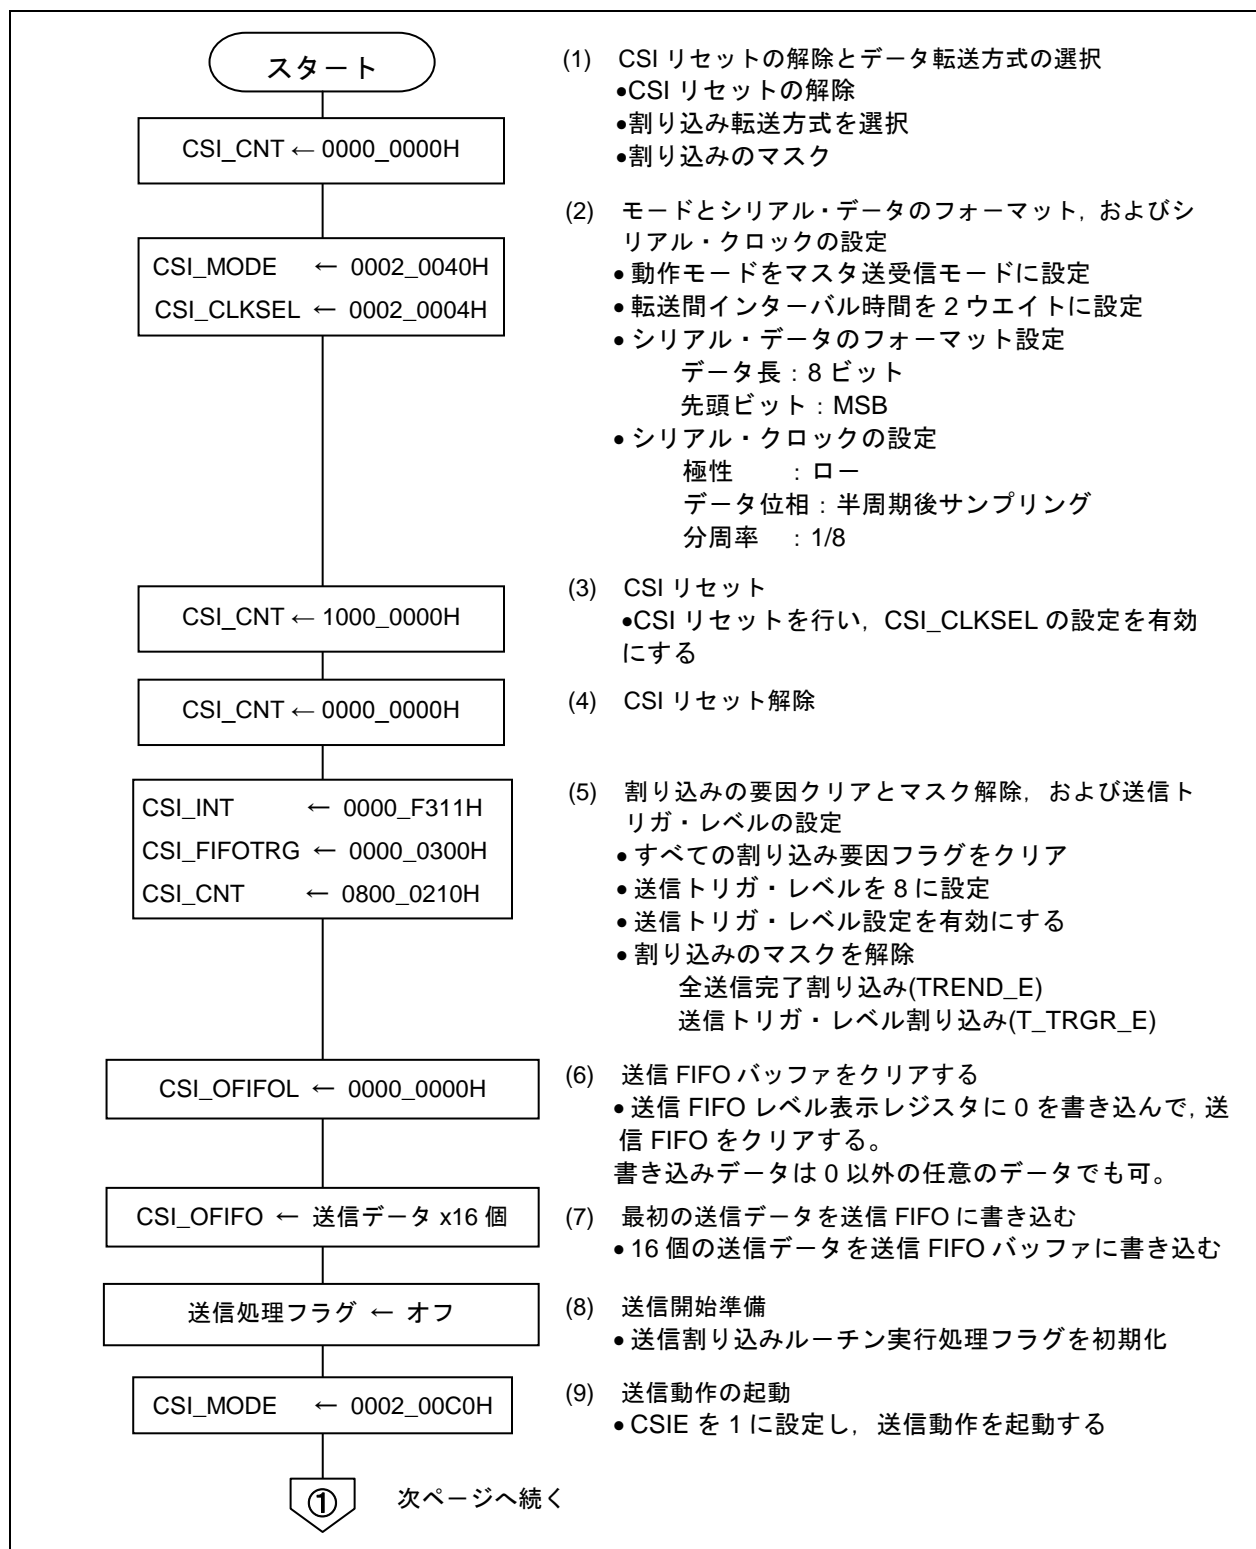 スタート
CSI_CNT ← 0000_0000H
(1) CSI リセットの解除とデータ転送方式の選択
•CSI リセットの解除
•割り込み転送方式を選択
•割り込みのマスク
CSI_MODE ← 0002_0040H
CSI_CLKSEL ← 0002_0004H
(2) モードとシリアル・データのフォーマット，およびシ
リアル・クロックの設定
• 動作モードをマスタ送受信モードに設定
• 転送間インターバル時間を 2 ウエイトに設定
• シリアル・データのフォーマット設定
データ長：8 ビット
先頭ビット：MSB
• シリアル・クロックの設定
極性 ：ロー
データ位相：半周期後サンプリング
分周率 ：1/8
CSI_CNT ← 1000_0000H
(3) CSI リセット
•CSI リセットを行い，CSI_CLKSEL の設定を有効
にする
CSI_CNT ← 0000_0000H
(4) CSI リセット解除
CSI_INT ← 0000_F311H
CSI_FIFOTRG ← 0000_0300H
CSI_CNT ← 0800_0210H
(5) 割り込みの要因クリアとマスク解除，および送信ト
リガ・レベルの設定
• すべての割り込み要因フラグをクリア
• 送信トリガ・レベルを 8 に設定
• 送信トリガ・レベル設定を有効にする
• 割り込みのマスクを解除
全送信完了割り込み(TREND_E)
送信トリガ・レベル割り込み(T_TRGR_E)
CSI_OFIFOL ← 0000_0000H
(6) 送信 FIFO バッファをクリアする
• 送信 FIFO レベル表示レジスタに 0 を書き込んで，送
信 FIFO をクリアする。
書き込みデータは 0 以外の任意のデータでも可。
CSI_OFIFO ← 送信データ x16 個
(7) 最初の送信データを送信 FIFO に書き込む
• 16 個の送信データを送信 FIFO バッファに書き込む
送信処理フラグ ← オフ
(8) 送信開始準備
• 送信割り込みルーチン実行処理フラグを初期化
CSI_MODE ← 0002_00C0H
(9) 送信動作の起動
• CSIE を 1 に設定し，送信動作を起動する
① 次ページへ続く